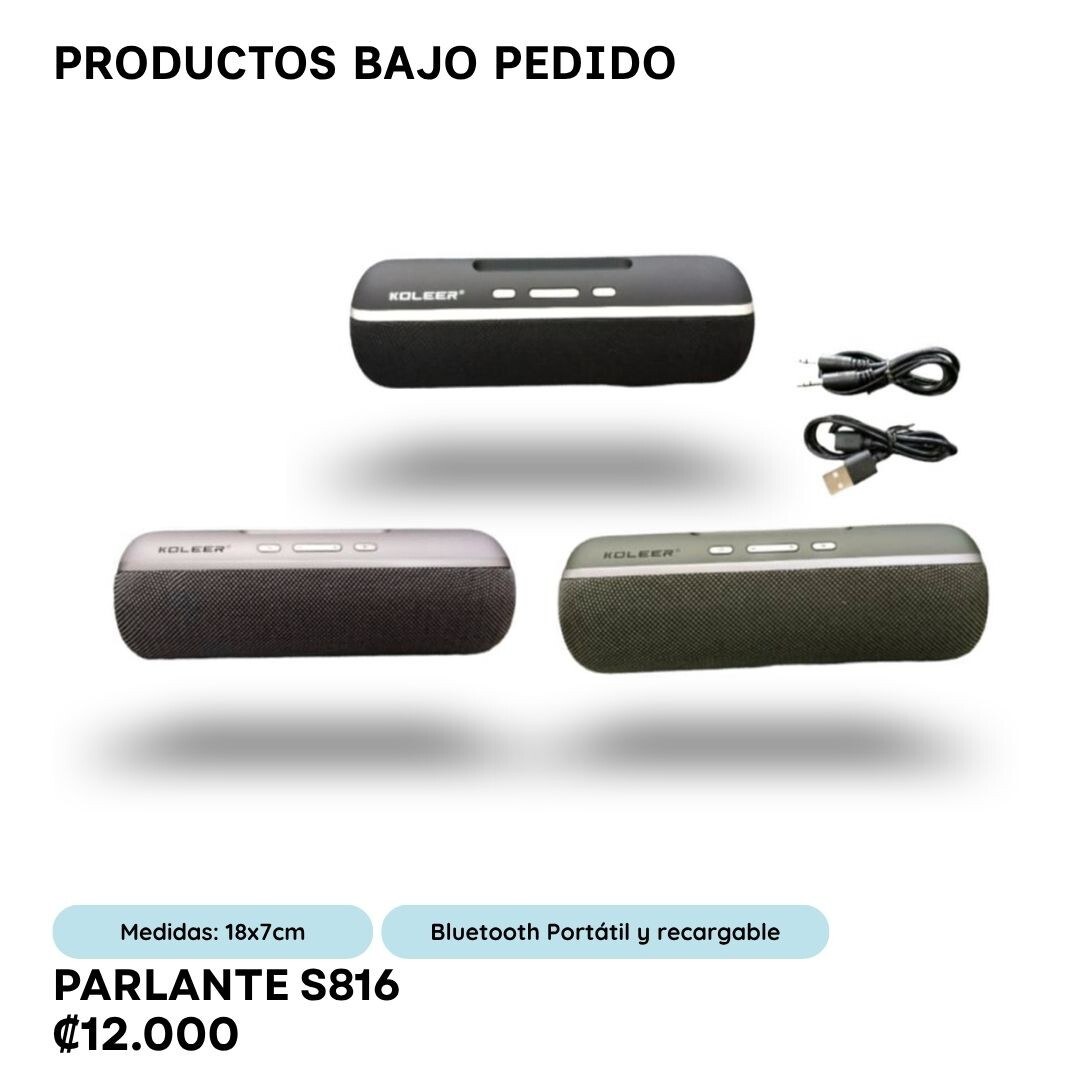 PRODUCTOS BAJO PEDIDO
KOLEER®
KOLEER®
KOLEER®
Medidas: 18x7cm
Bluetooth Portátil y recargable
PARLANTE S816
₡12.000